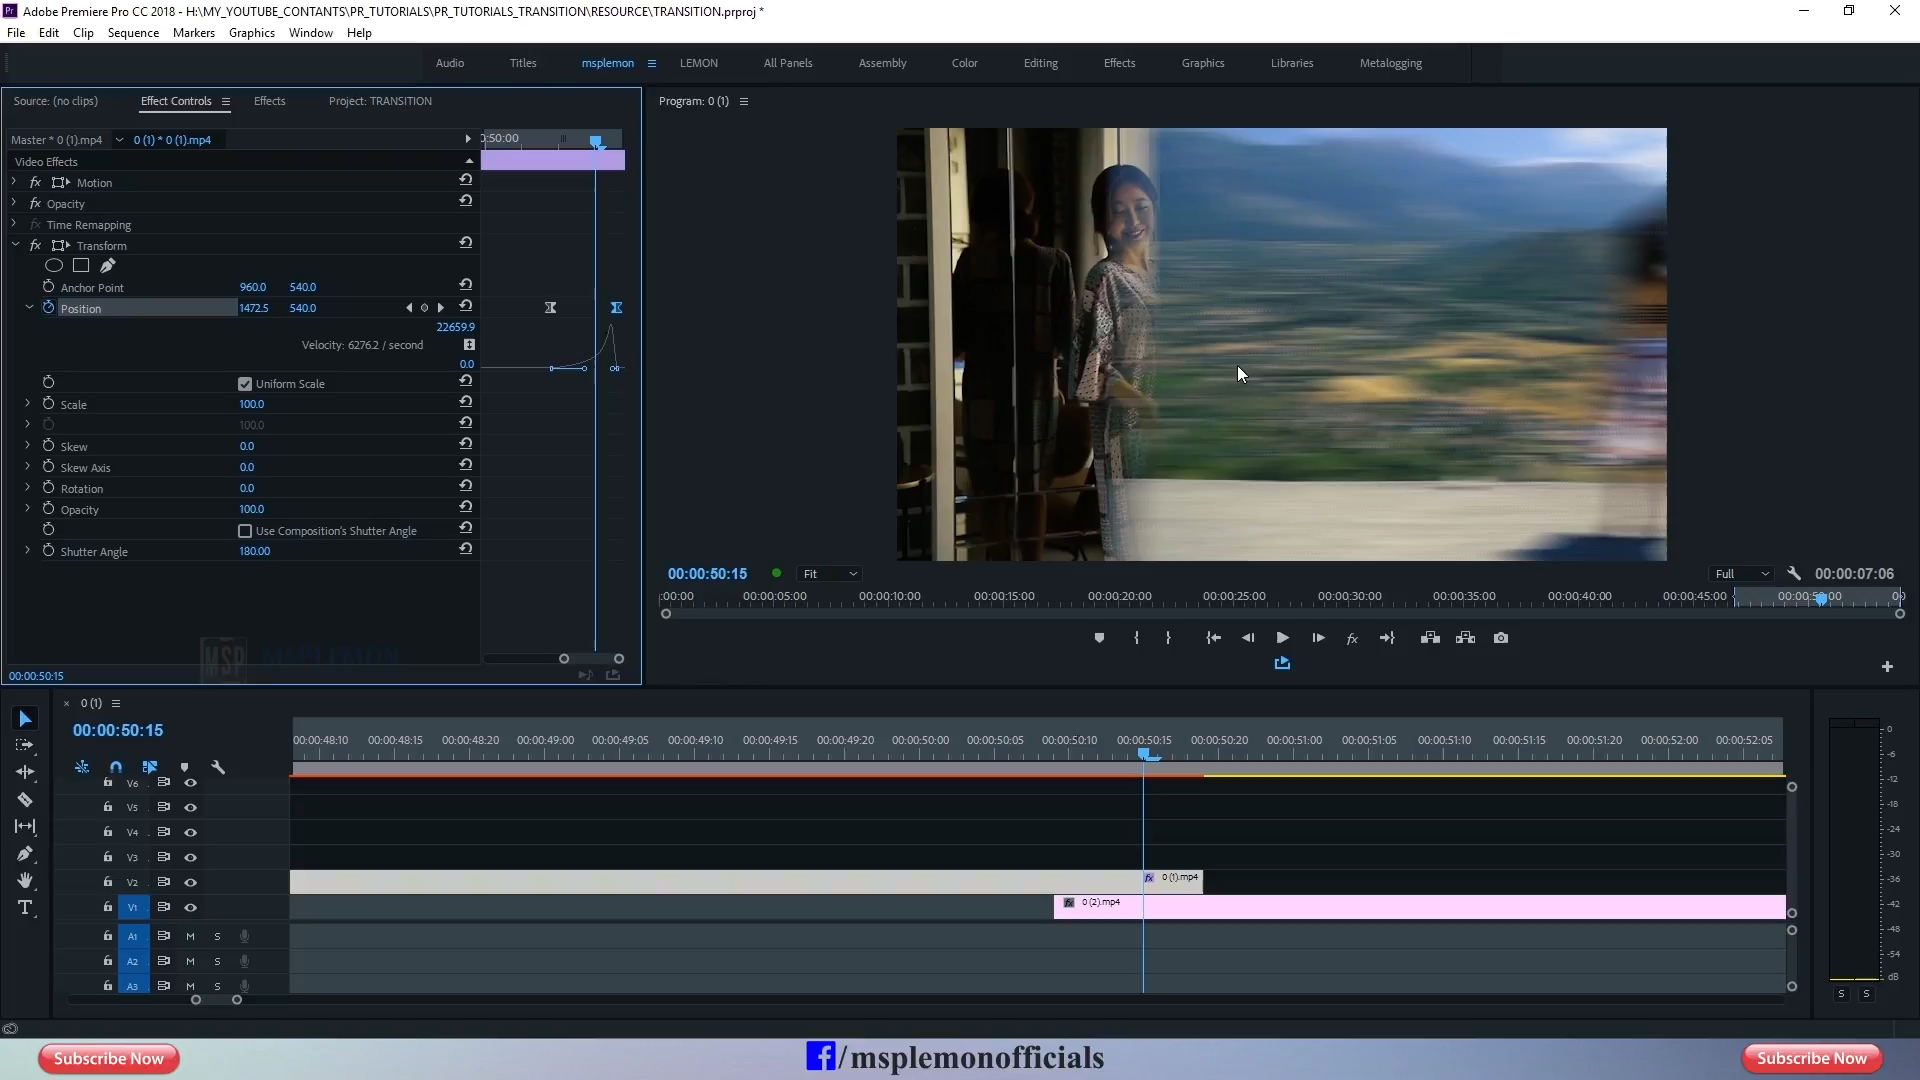 Adobe Premiere Pro CC 2018 - H:\MY_YOUTUBE_CONTANTS\PR_TUTORIALS\PR_TUTORIALS_TRANSITION\RESOURCE\TRANSITION.prproj *
File Edit Clip Sequence Markers Graphics Window Help
Audio Titles msplemon LEMON All Panels Assembly Color Editing Effects Graphics Libraries Metalogging
Source: (no clips) Effect Controls Effects Project: TRANSITION
Program: 0 (1)
Master * 0 (1).mp4 0 (1) * 0 (1).mp4
0:50:00
Video Effects
fx Motion
fx Opacity
fx Time Remapping
fx Transform
Anchor Point 960.0 540.0
Position 1472.5 540.0
22659.9
Velocity: 6276.2 / second
0.0
Uniform Scale
Scale 100.0
100.0
Skew 0.0
Skew Axis 0.0
Rotation 0.0
Opacity 100.0
Use Composition's Shutter Angle
Shutter Angle 180.00
MSP MSPLEMON
00:00:50:15
00:00:50:15 Fit Full 00:00:07:06
:00:00 00:00:05:00 00:00:10:00 00:00:15:00 00:00:20:00 00:00:25:00 00:00:30:00 00:00:35:00 00:00:40:00 00:00:45:00 00:00:50:00 00
fx
0 (1)
00:00:50:15
00:00:48:10 00:00:48:15 00:00:48:20 00:00:49:00 00:00:49:05 00:00:49:10 00:00:49:15 00:00:49:20 00:00:50:00 00:00:50:05 00:00:50:10 00:00:50:15 00:00:50:20 00:00:51:00 00:00:51:05 00:00:51:10 00:00:51:15 00:00:51:20 00:00:52:00 00:00:52:05
V6
V5
V4
V3
V2 fx 0 (1).mp4
V1 fx 0 (2).mp4
A1 M S
A2 M S
A3 M S
0
-6
-12
-18
-24
-30
-36
-42
-48
-54
dB
S S
Subscribe Now f/msplemonofficials Subscribe Now